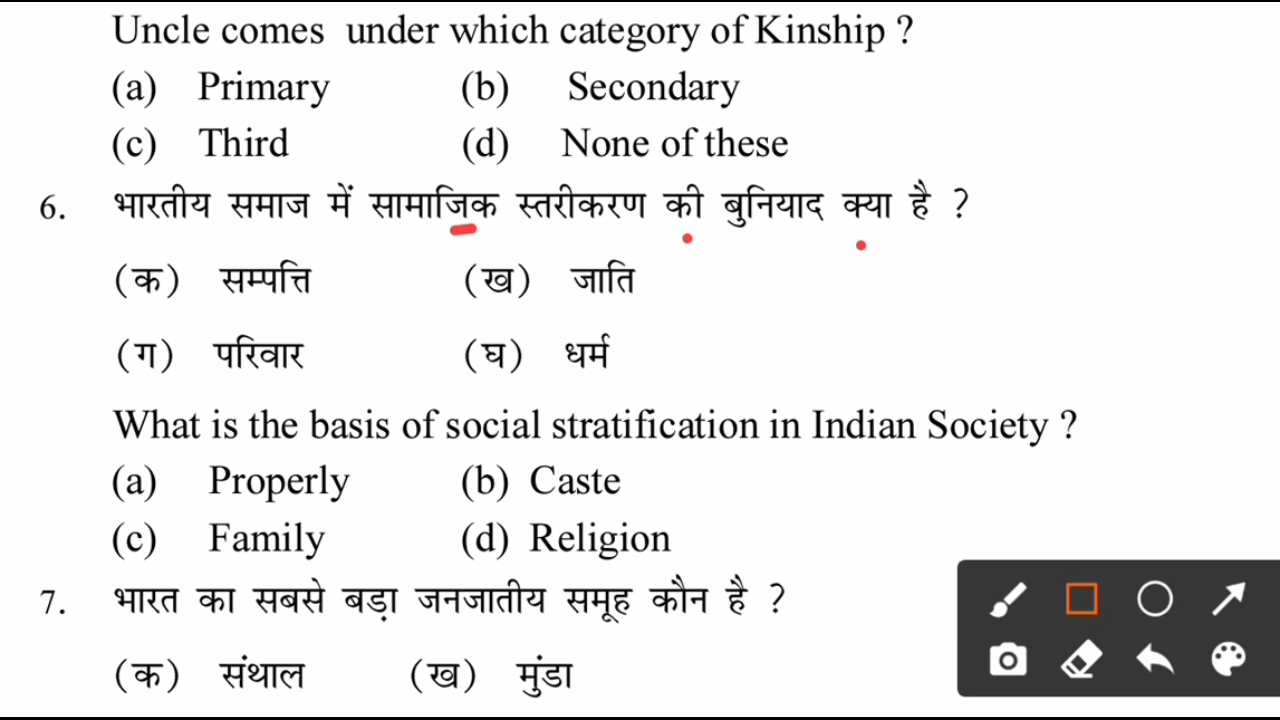 Uncle comes under which category of Kinship ?
(a) Primary (b) Secondary
(c) Third (d) None of these
6. भारतीय समाज में सामाजिक स्तरीकरण की बुनियाद क्या है ?
(क) सम्पत्ति (ख) जाति
(ग) परिवार (घ) धर्म
What is the basis of social stratification in Indian Society ?
(a) Properly (b) Caste
(c) Family (d) Religion
7. भारत का सबसे बड़ा जनजातीय समूह कौन है ?
(क) संथाल (ख) मुंडा